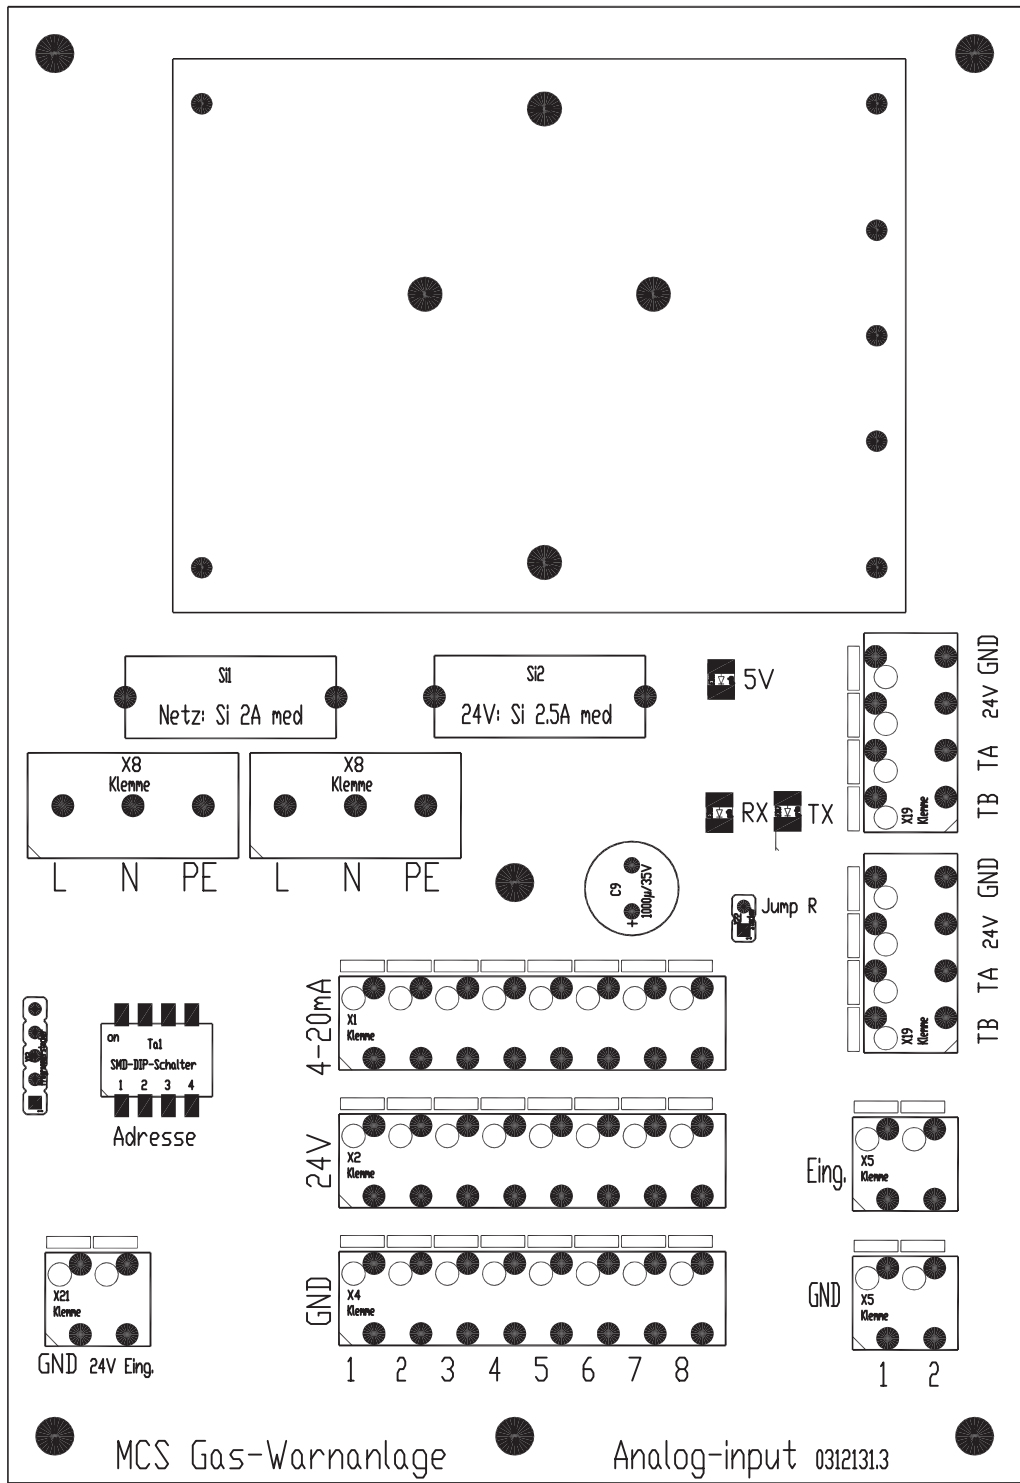 Si1
Netz: Si 2A med
Si2
24V: Si 2.5A med
5V
24V GND
TA
TB
X19
Klemme
X8
Klemme
L N PE
X8
Klemme
L N PE
RX
TX
C9
1000µ/35V
+
Jump R
24V GND
TA
TB
X19
Klemme
4-20mA
X1
Klemme
on
Ta1
SMD-DIP-Schalter
1 2 3 4
Adresse
24V
X2
Klemme
Eing.
X5
Klemme
X21
Klemme
GND 24V Eing.
GND
X4
Klemme
1 2 3 4 5 6 7 8
GND
X5
Klemme
1 2
MCS Gas-Warnanlage
Analog-input 0312131.3